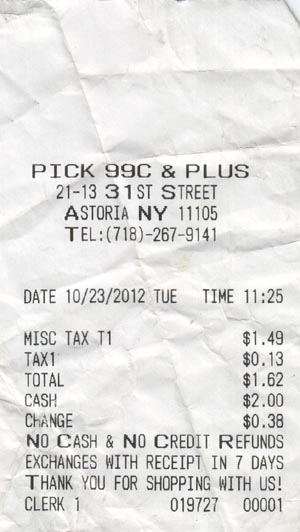 PICK 99C & PLUS
21-13 31ST STREET
ASTORIA NY 11105
TEL:(718)-267-9141
DATE 10/23/2012 TUE TIME 11:25
MISC TAX T1 $1.49
TAX1 $0.13
TOTAL $1.62
CASH $2.00
CHANGE $0.38
NO CASH & NO CREDIT REFUNDS
EXCHANGES WITH RECEIPT IN 7 DAYS
THANK YOU FOR SHOPPING WITH US!
CLERK 1 019727 00001